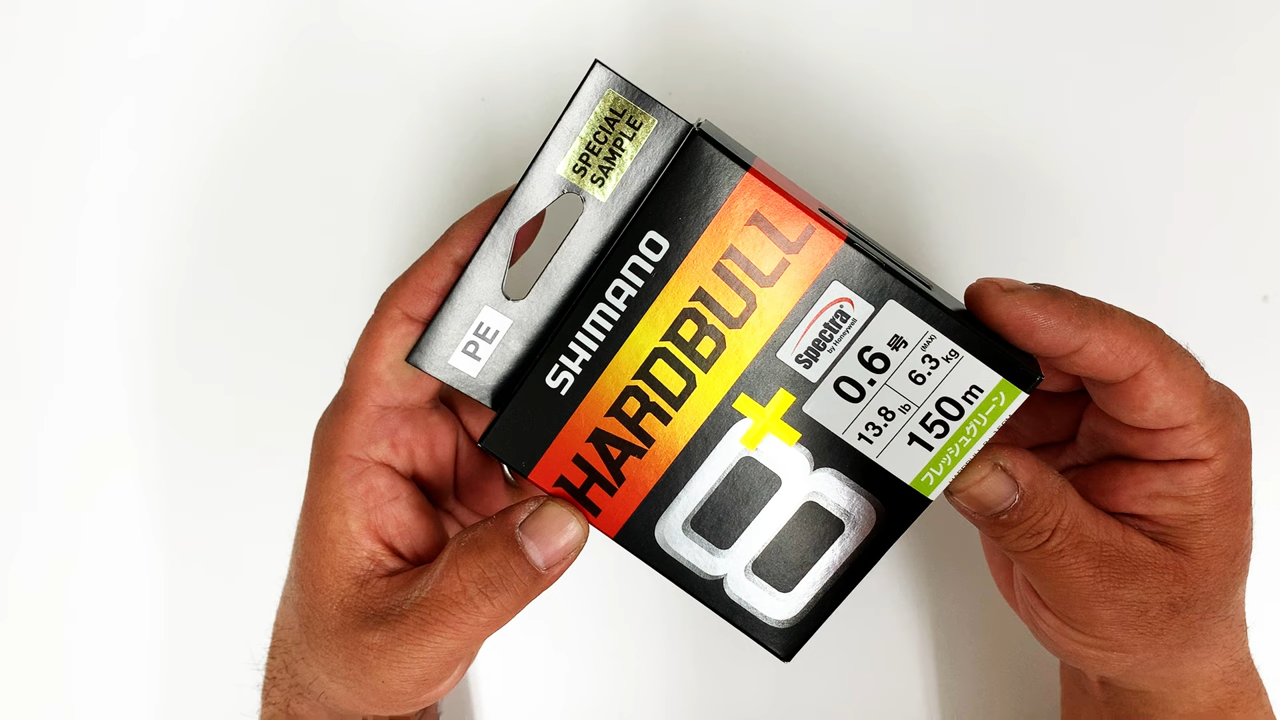 SPECIAL
SAMPLE
PE
SHIMANO
HARDBULL
8+
Spectra®
by Honeywell
0.6号
13.8 lb
6.3 kg (MAX)
150m
フレッシュグリーン